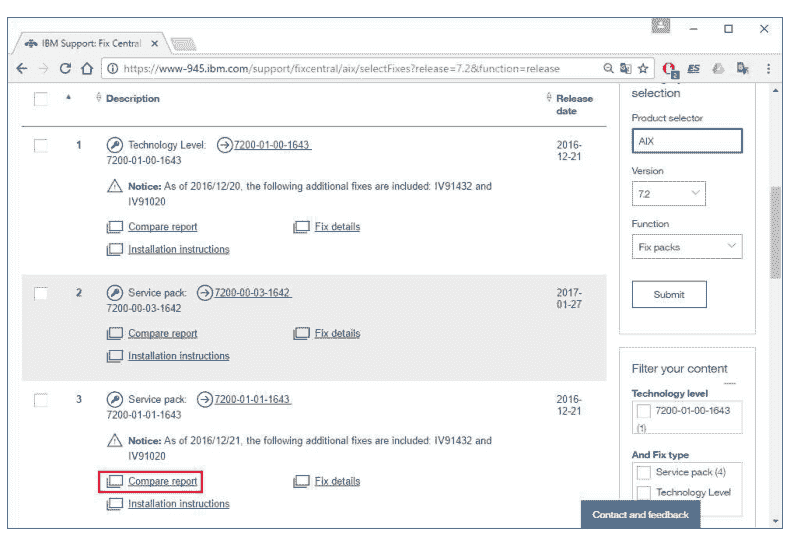 IBM Support: Fix Central
https://www-945.ibm.com/support/fixcentral/aix/selectFixes?release=7.2&function=release
2
ES
Description
Release
date
1
Technology Level: 7200-01-00-1643
7200-01-00-1643
2016-
12-21
Notice: As of 2016/12/20, the following additional fixes are included: IV91432 and
IV91020
Compare report
Fix details
Installation instructions
2
Service pack: 7200-00-03-1642
7200-00-03-1642
2017-
01-27
Compare report
Fix details
Installation instructions
3
Service pack: 7200-01-01-1643
7200-01-01-1643
2016-
12-21
Notice: As of 2016/12/21, the following additional fixes are included: IV91432 and
IV91020
Compare report
Fix details
Installation instructions
selection
Product selector
AIX
Version
7.2
Function
Fix packs
Submit
Filter your content
Technology level
7200-01-00-1643
(1)
And Fix type
Service pack (4)
Technology Level
Contact and feedback